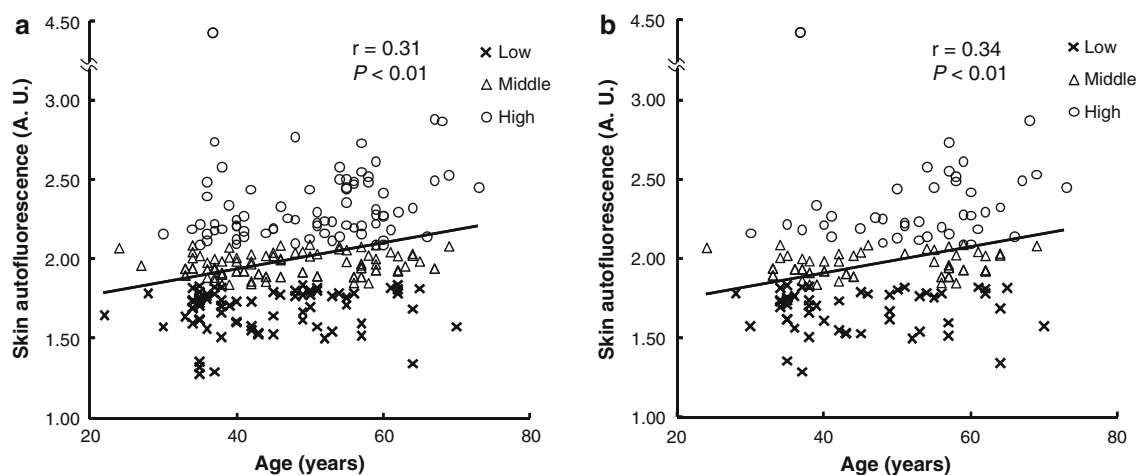 a
Skin autofluorescence (A. U.)
4.50
3.00
2.50
2.00
1.50
1.00
r = 0.31
P < 0.01
Low
Middle
High
20 40 60 80
Age (years)
b
Skin autofluorescence (A. U.)
4.50
3.00
2.50
2.00
1.50
1.00
r = 0.34
P < 0.01
Low
Middle
High
20 40 60 80
Age (years)